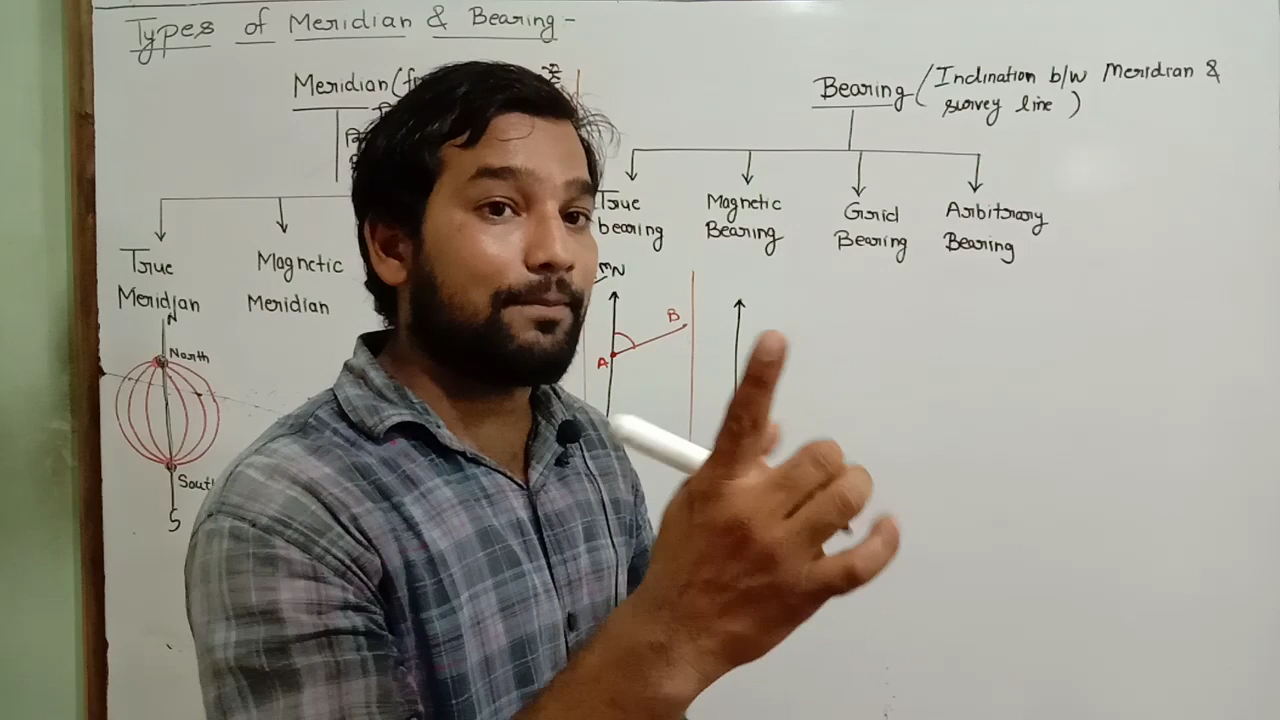 Types of Meridian & Bearing -
Meridian (
True
Meridian
Magnetic
Meridian
N
North
South
S
Bearing (Inclination b/w Meridian &
survey line)
True
bearing
Magnetic
Bearing
Grid
Bearing
Arbitrary
Bearing
N
A
B